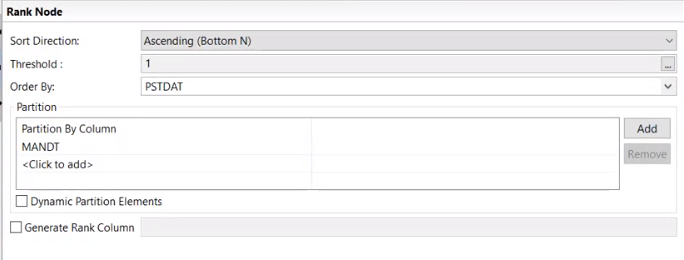 Rank Node
Sort Direction: Ascending (Bottom N)
Threshold : 1 ...
Order By: PSTDAT
Partition
Partition By Column Add
MANDT Remove
<Click to add>
Dynamic Partition Elements
Generate Rank Column